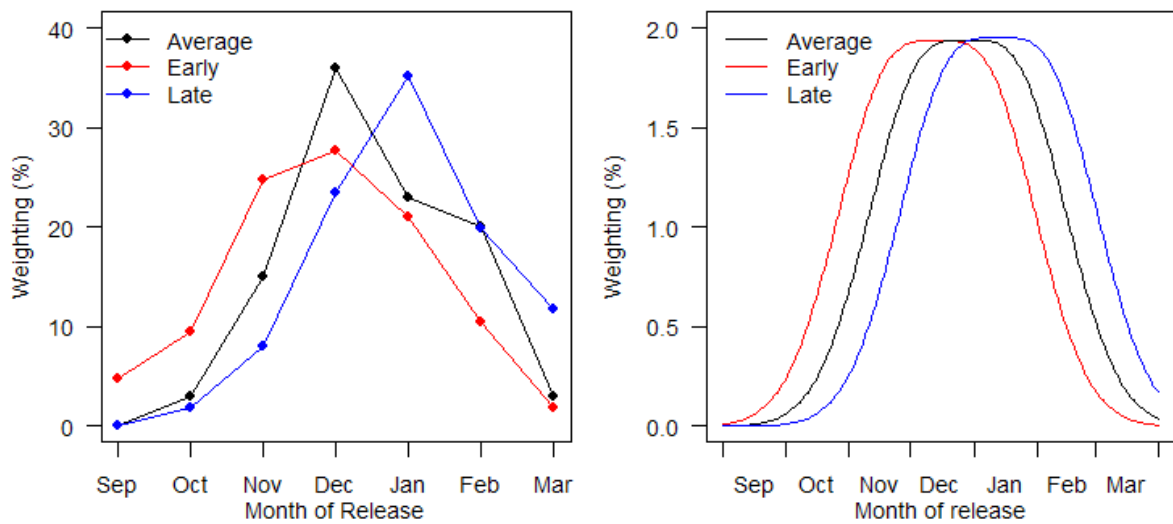 Weighting (%)
40
30
20
10
0
Average
Early
Late
Sep Oct Nov Dec Jan Feb Mar
Month of Release
Weighting (%)
2.0
1.5
1.0
0.5
0.0
Average
Early
Late
Sep Oct Nov Dec Jan Feb Mar
Month of release